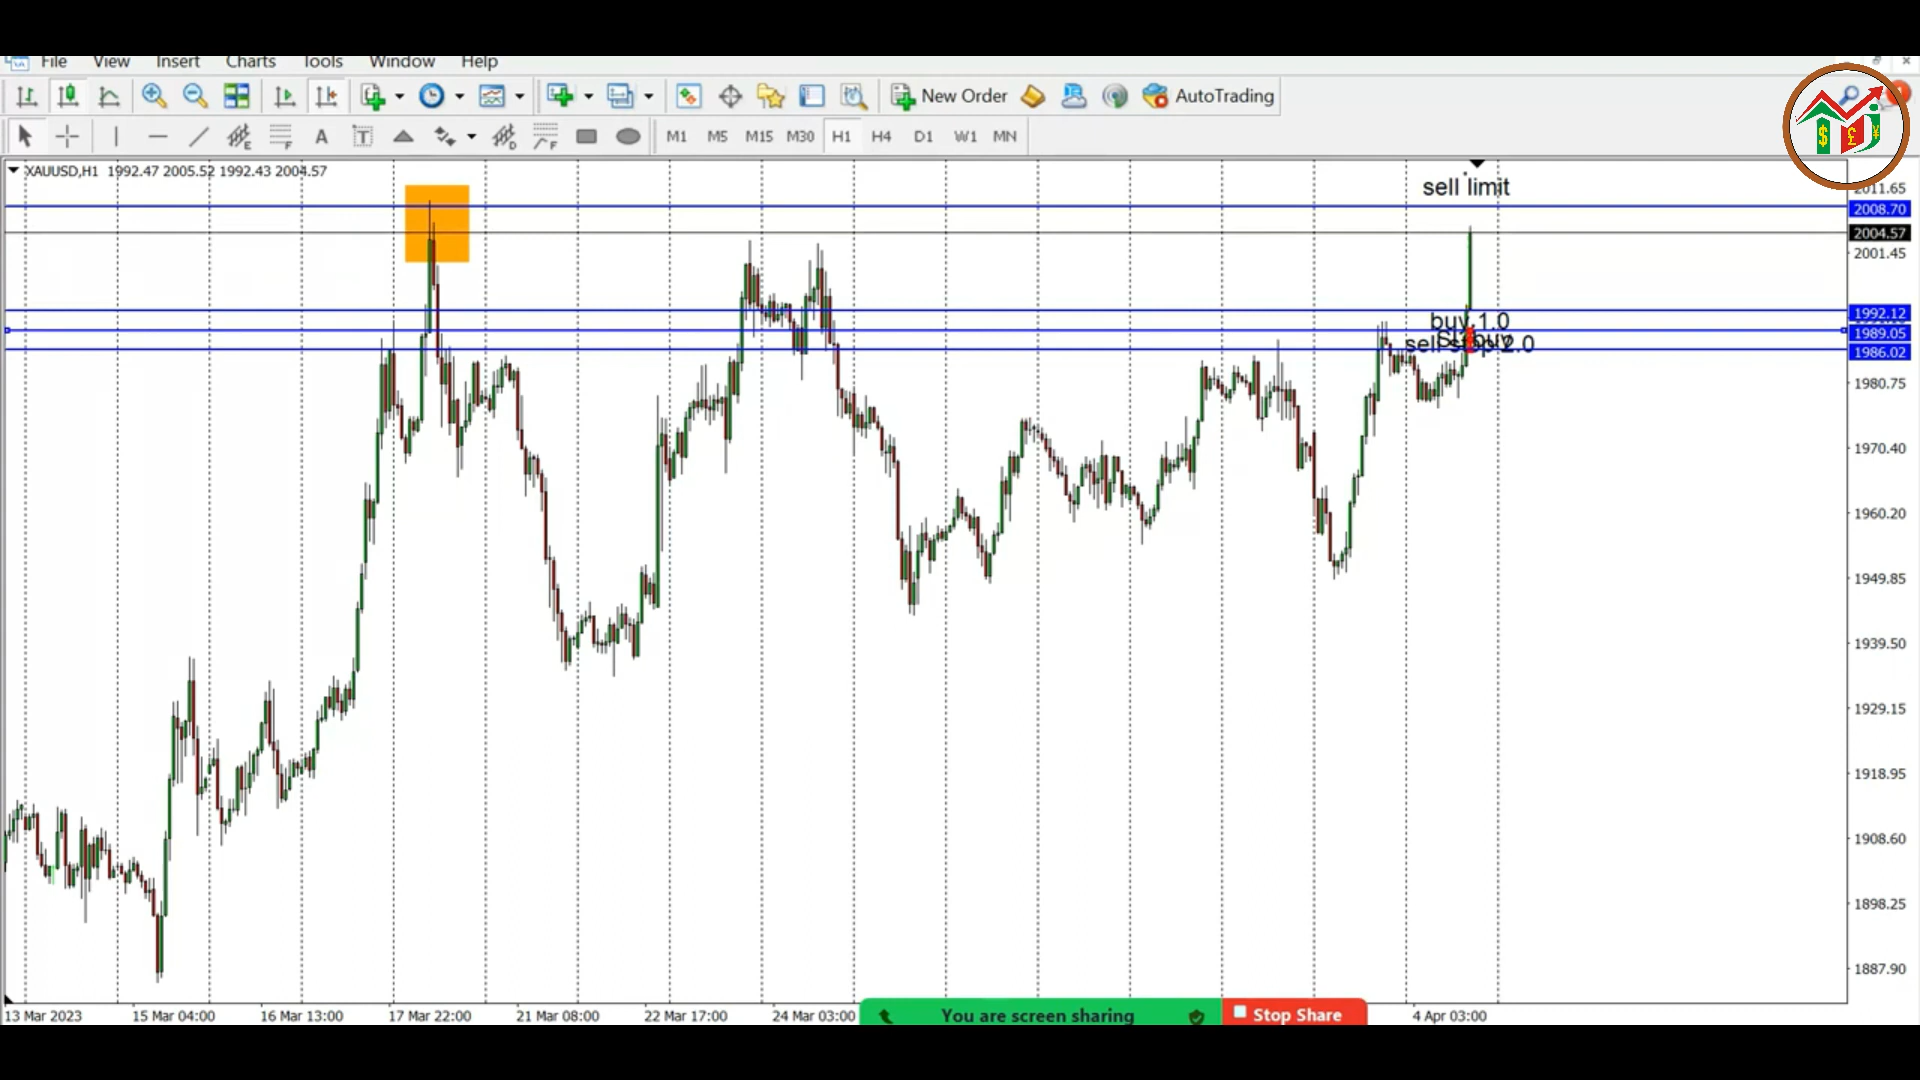 File View Insert Charts Tools Window Help
New Order AutoTrading
E F A T D F M1 M5 M15 M30 H1 H4 D1 W1 MN
XAUUSD,H1 1992.47 2005.52 1992.43 2004.57
sell limit
2011.65
2008.70
2004.57
2001.45
1992.12
buy 1.0
1989.05
sell stop 2.0
1986.02
1980.75
1970.40
1960.20
1949.85
1939.50
1929.15
1918.95
1908.60
1898.25
1887.90
13 Mar 2023 15 Mar 04:00 16 Mar 13:00 17 Mar 22:00 21 Mar 08:00 22 Mar 17:00 24 Mar 03:00 4 Apr 03:00
You are screen sharing Stop Share